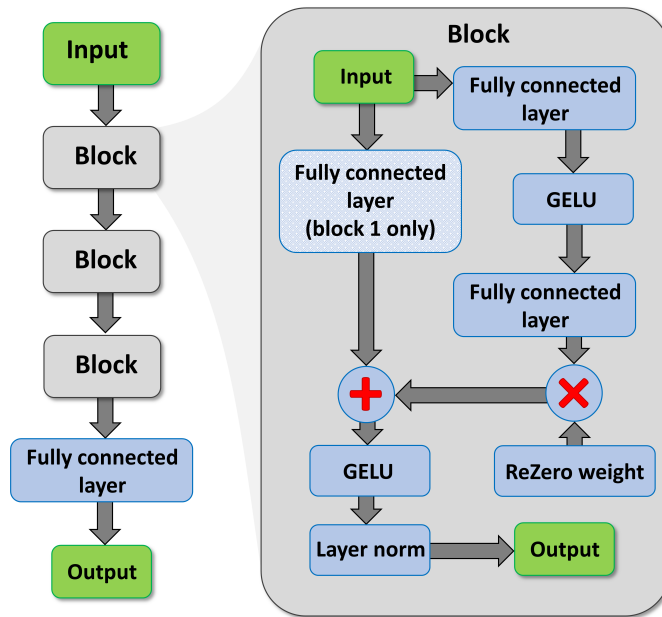 Input
Block
Block
Block
Fully connected
layer
Output
Block
Input
Fully connected
layer
Fully connected
layer
(block 1 only)
GELU
Fully connected
layer
GELU
ReZero weight
Layer norm
Output